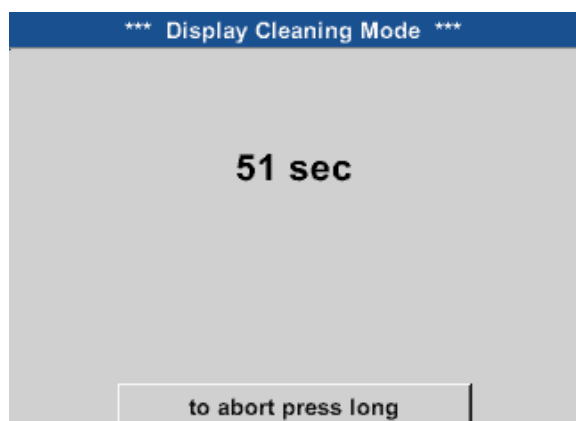 *** Display Cleaning Mode ***
51 sec
to abort press long